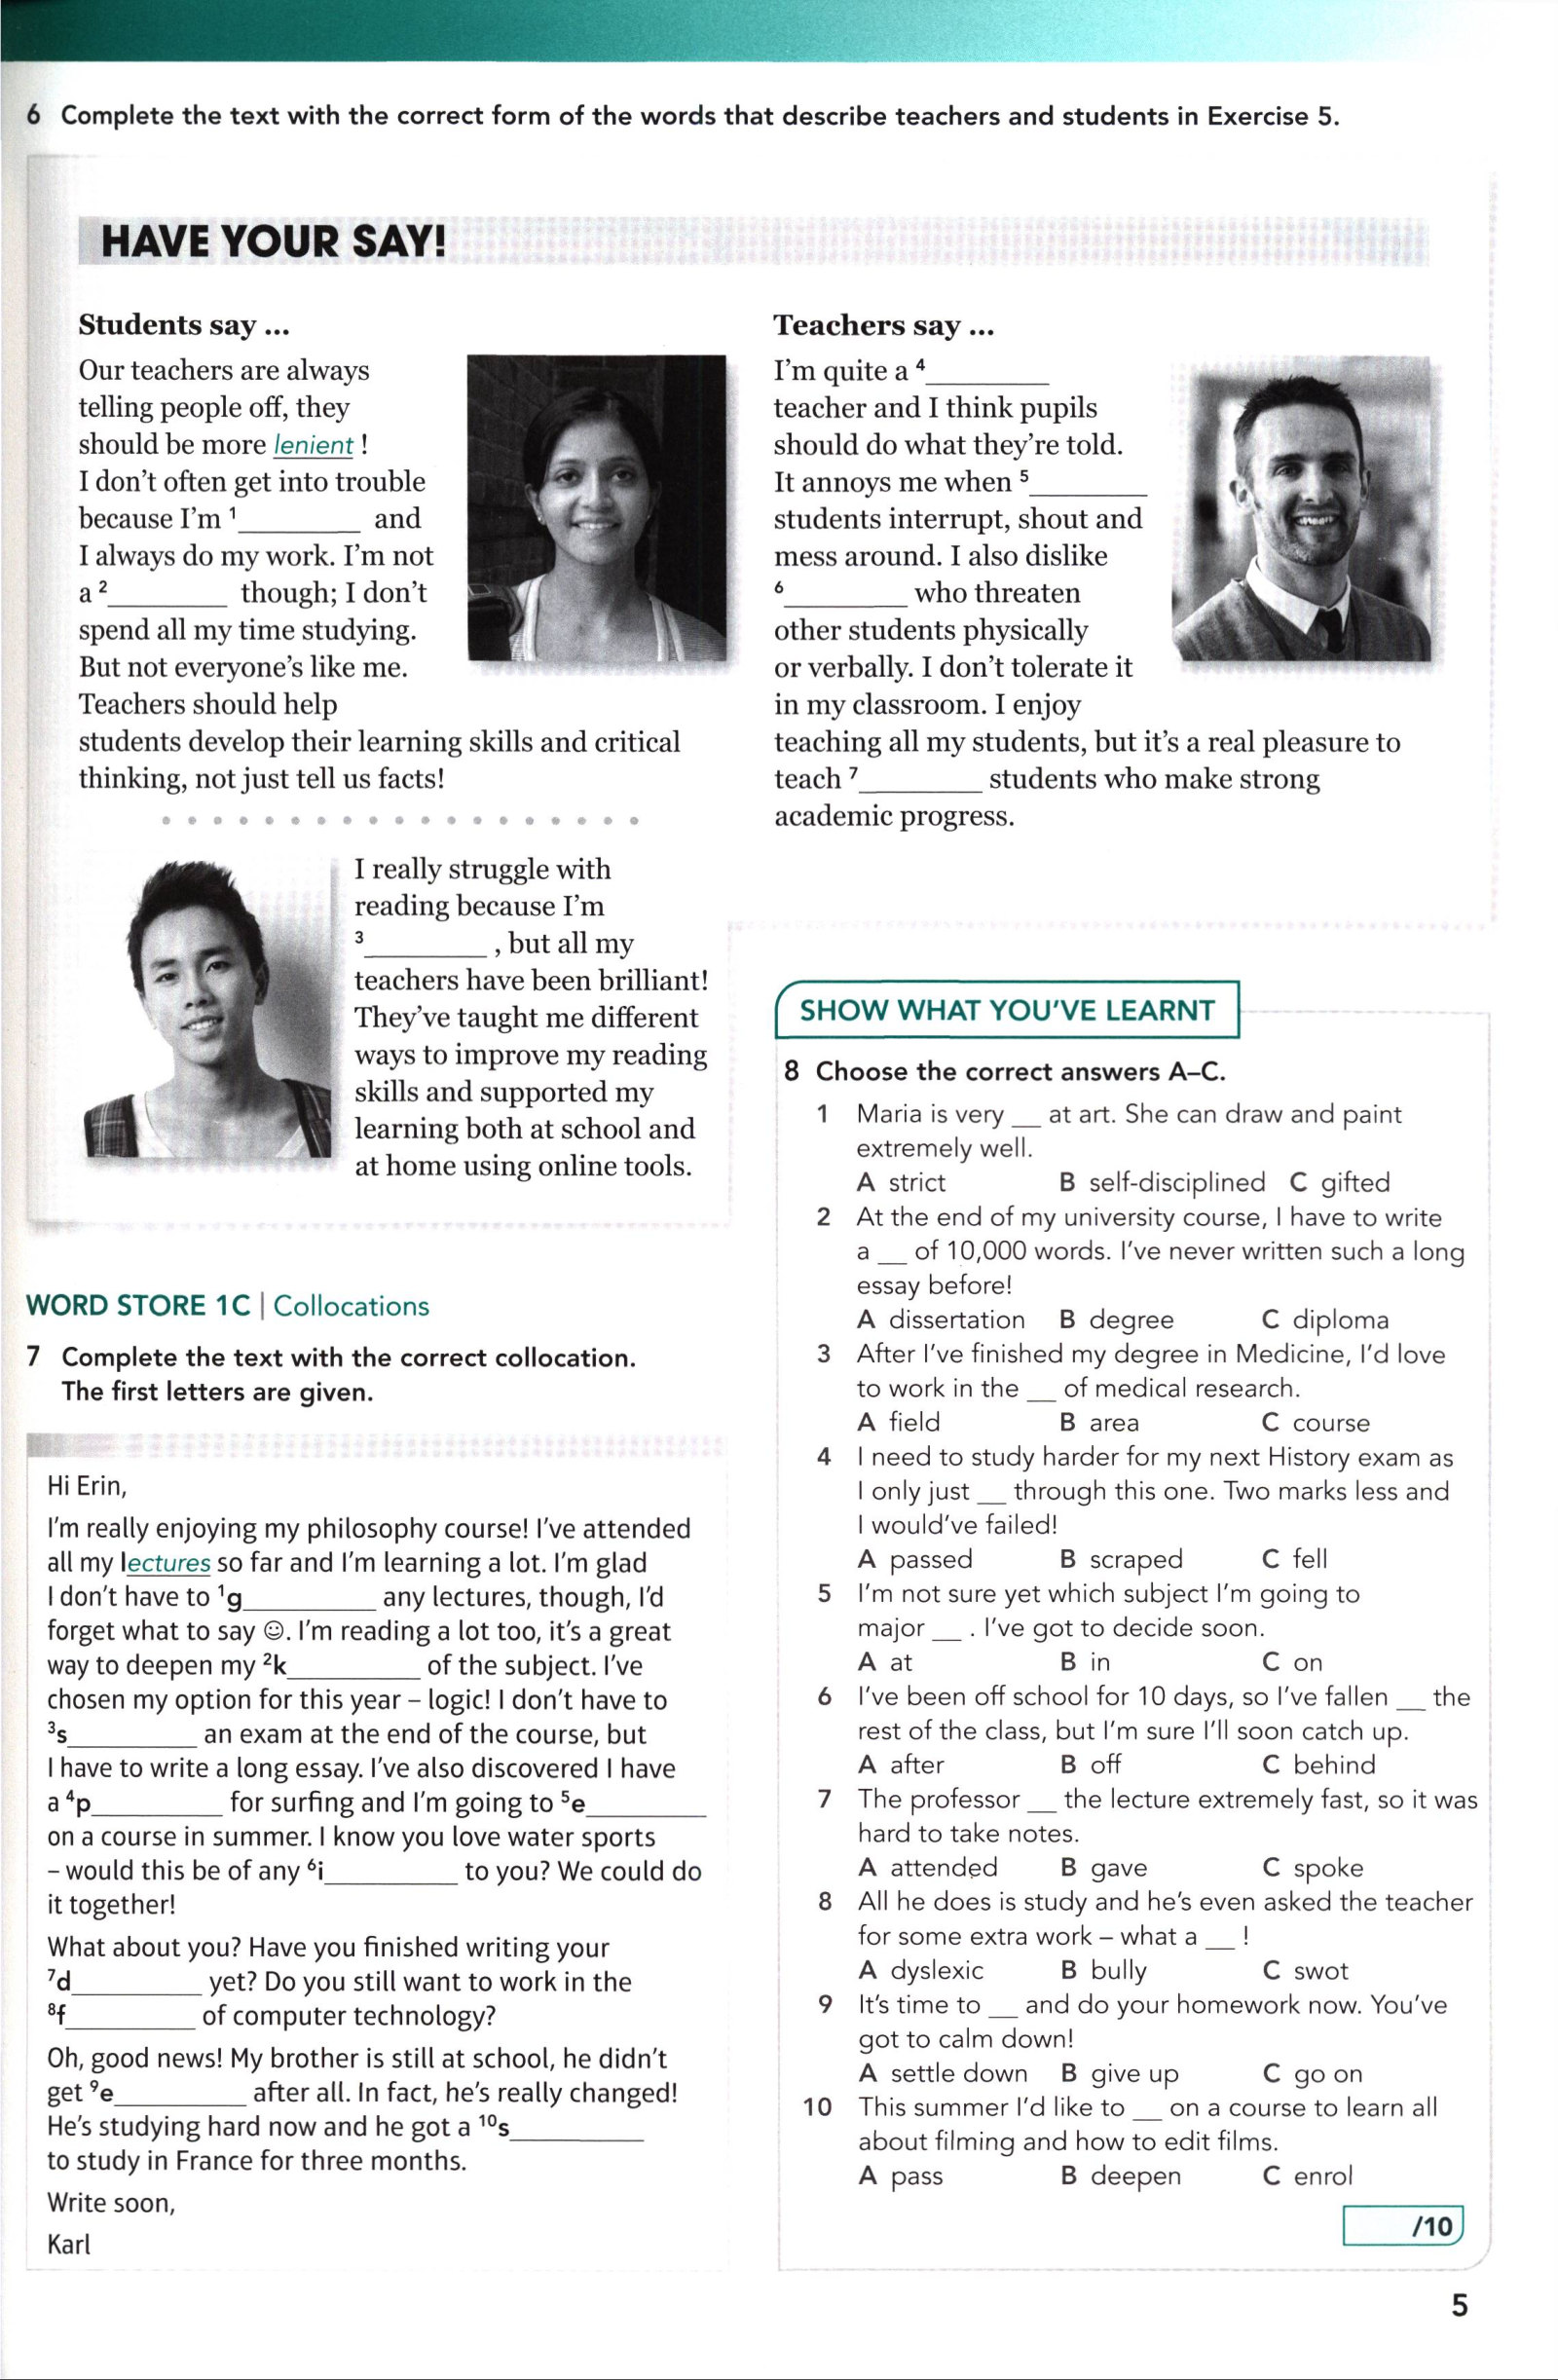 6 Complete the text with the correct form of the words that describe teachers and students in Exercise 5.
HAVE YOUR SAY!
Students say ...
Our teachers are always
telling people off, they
should be more lenient !
I don't often get into trouble
because I'm ¹_________ and
I always do my work. I'm not
a ²_________ though; I don't
spend all my time studying.
But not everyone's like me.
Teachers should help
students develop their learning skills and critical
thinking, not just tell us facts!
I really struggle with
reading because I'm
³_________ , but all my
teachers have been brilliant!
They've taught me different
ways to improve my reading
skills and supported my
learning both at school and
at home using online tools.
Teachers say ...
I'm quite a ⁴_________
teacher and I think pupils
should do what they're told.
It annoys me when ⁵_________
students interrupt, shout and
mess around. I also dislike
⁶_________ who threaten
other students physically
or verbally. I don't tolerate it
in my classroom. I enjoy
teaching all my students, but it's a real pleasure to
teach ⁷_________ students who make strong
academic progress.
WORD STORE 1C | Collocations
7 Complete the text with the correct collocation.
The first letters are given.
Hi Erin,
I'm really enjoying my philosophy course! I've attended
all my lectures so far and I'm learning a lot. I'm glad
I don't have to ¹g_________ any lectures, though, I'd
forget what to say ☺. I'm reading a lot too, it's a great
way to deepen my ²k_________ of the subject. I've
chosen my option for this year – logic! I don't have to
³s_________ an exam at the end of the course, but
I have to write a long essay. I've also discovered I have
a ⁴p_________ for surfing and I'm going to ⁵e_________
on a course in summer. I know you love water sports
– would this be of any ⁶i_________ to you? We could do
it together!
What about you? Have you finished writing your
⁷d_________ yet? Do you still want to work in the
⁸f_________ of computer technology?
Oh, good news! My brother is still at school, he didn't
get ⁹e_________ after all. In fact, he's really changed!
He's studying hard now and he got a ¹⁰s_________
to study in France for three months.
Write soon,
Karl
SHOW WHAT YOU'VE LEARNT
8 Choose the correct answers A–C.
1 Maria is very __ at art. She can draw and paint
extremely well.
A strict B self-disciplined C gifted
2 At the end of my university course, I have to write
a __ of 10,000 words. I've never written such a long
essay before!
A dissertation B degree C diploma
3 After I've finished my degree in Medicine, I'd love
to work in the __ of medical research.
A field B area C course
4 I need to study harder for my next History exam as
I only just __ through this one. Two marks less and
I would've failed!
A passed B scraped C fell
5 I'm not sure yet which subject I'm going to
major __ . I've got to decide soon.
A at B in C on
6 I've been off school for 10 days, so I've fallen __ the
rest of the class, but I'm sure I'll soon catch up.
A after B off C behind
7 The professor __ the lecture extremely fast, so it was
hard to take notes.
A attended B gave C spoke
8 All he does is study and he's even asked the teacher
for some extra work – what a __ !
A dyslexic B bully C swot
9 It's time to __ and do your homework now. You've
got to calm down!
A settle down B give up C go on
10 This summer I'd like to __ on a course to learn all
about filming and how to edit films.
A pass B deepen C enrol
/10
5